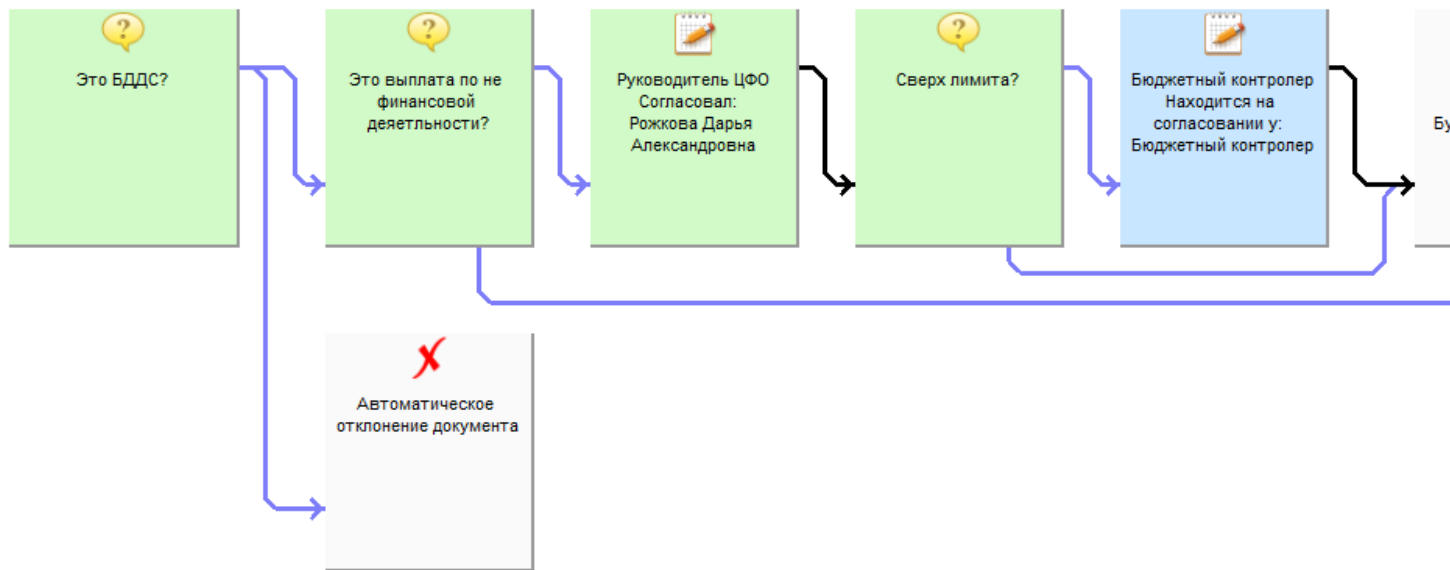 Это БДДС?
Это выплата по не
финансовой
деяетльности?
Руководитель ЦФО
Согласовал:
Рожкова Дарья
Александровна
Сверх лимита?
Бюджетный контролер
Находится на
согласовании у:
Бюджетный контролер
Автоматическое
отклонение документа